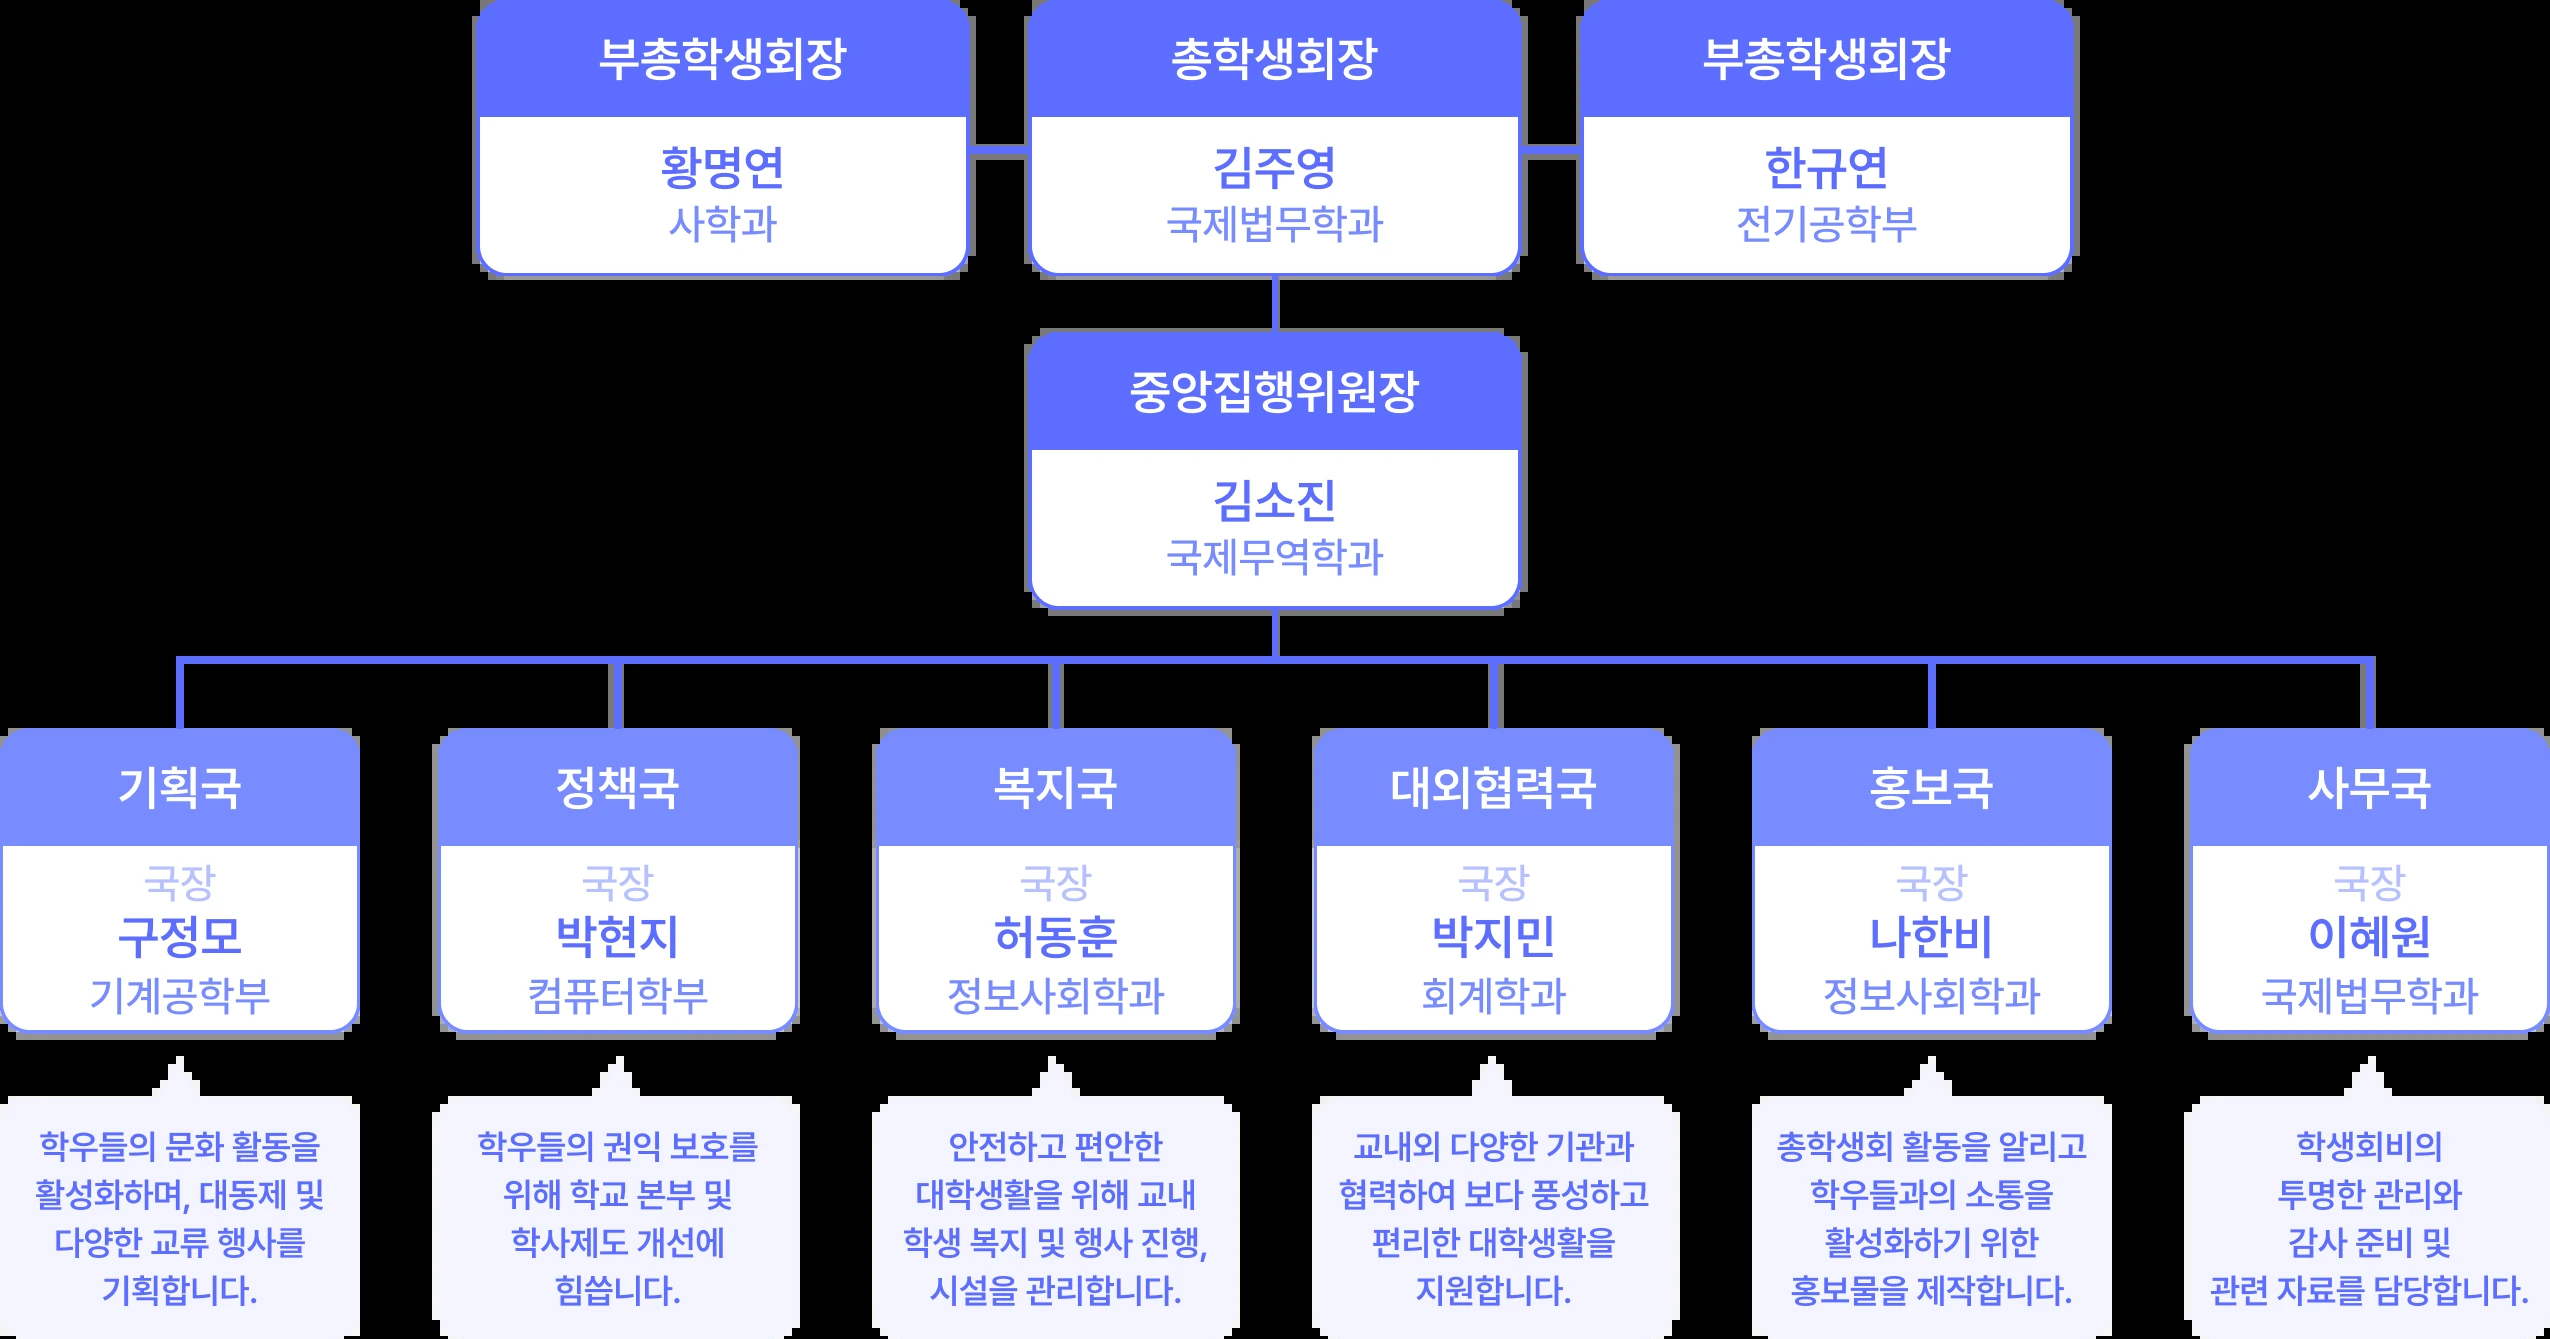 부총학생회장
황명연
사학과
총학생회장
김주영
국제법무학과
부총학생회장
한규연
전기공학부
중앙집행위원장
김소진
국제무역학과
기획국
국장
구정모
기계공학부
학우들의 문화 활동을
활성화하며, 대동제 및
다양한 교류 행사를
기획합니다.
정책국
국장
박현지
컴퓨터학부
학우들의 권익 보호를
위해 학교 본부 및
학사제도 개선에
힘씁니다.
복지국
국장
허동훈
정보사회학과
안전하고 편안한
대학생활을 위해 교내
학생 복지 및 행사 진행,
시설을 관리합니다.
대외협력국
국장
박지민
회계학과
교내외 다양한 기관과
협력하여 보다 풍성하고
편리한 대학생활을
지원합니다.
홍보국
국장
나한비
정보사회학과
총학생회 활동을 알리고
학우들과의 소통을
활성화하기 위한
홍보물을 제작합니다.
사무국
국장
이혜원
국제법무학과
학생회비의
투명한 관리와
감사 준비 및
관련 자료를 담당합니다.